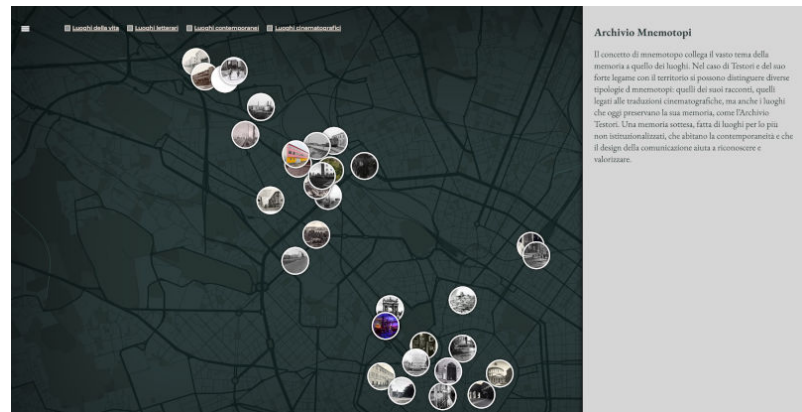 Luoghi della vita Luoghi letterari Luoghi contemporanei Luoghi cinematografici
Archivio Mnemotopi
Il concetto di mnemotopo collega il vasto tema della
memoria a quello dei luoghi. Nel caso di Testori e del suo
forte legame con il territorio si possono distinguere diverse
tipologie d mnemotopi: quelli dei suoi racconti, quelli
legati alle traduzioni cinematografiche, ma anche i luoghi
che oggi preservano la sua memoria, come l'Archivio
Testori. Una memoria sottesa, fatta di luoghi per lo più
non istituzionalizzati, che abitano la contemporaneità e che
il design della comunicazione aiuta a riconoscere e
valorizzare.